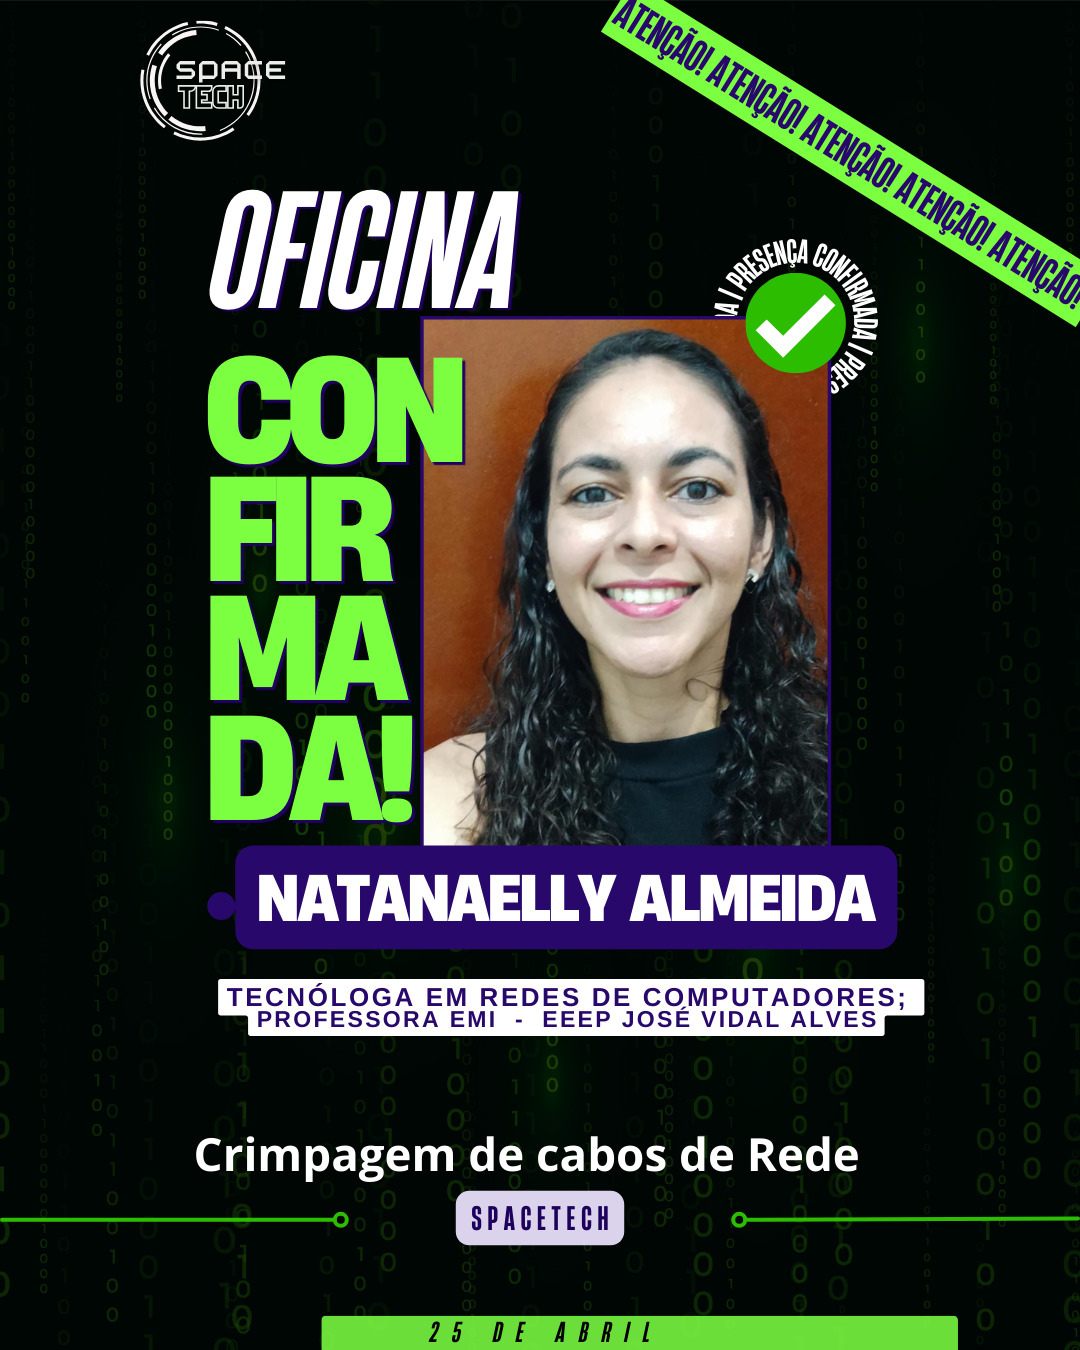 SPACE
TECH
ATENÇÃO! ATENÇÃO! ATENÇÃO! ATENÇÃO! ATENÇÃO!
OFICINA
PRESENÇA CONFIRMADA |
CON
FIR
MA
DA!
NATANAELLY ALMEIDA
TECNÓLOGA EM REDES DE COMPUTADORES;
PROFESSORA EMI - EEEP JOSÉ VIDAL ALVES
Crimpagem de cabos de Rede
SPACETECH
25 DE ABRIL